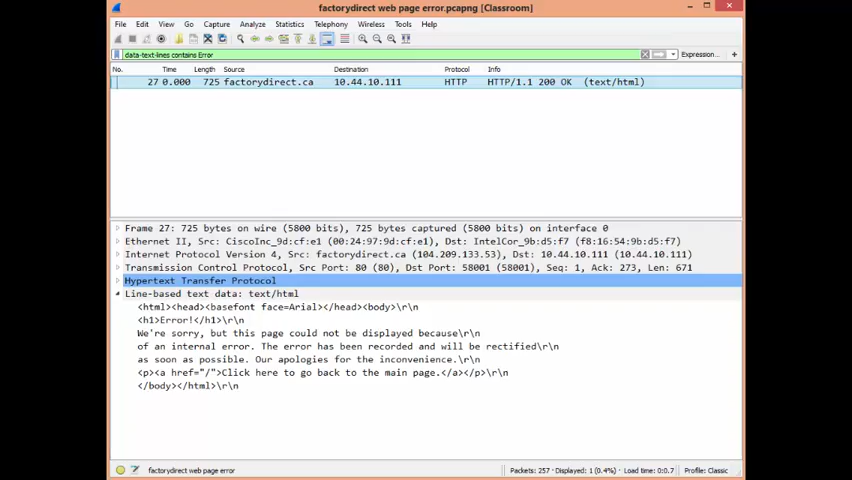 factorydirect web page error.pcapng [Classroom]
File Edit View Go Capture Analyze Statistics Telephony Wireless Tools Help
data-text-lines contains Error Expression... +
No. Time Length Source Destination Protocol Info
27 0.000 725 factorydirect.ca 10.44.10.111 HTTP HTTP/1.1 200 OK (text/html)
Frame 27: 725 bytes on wire (5800 bits), 725 bytes captured (5800 bits) on interface 0
Ethernet II, Src: CiscoInc_9d:cf:e1 (00:24:97:9d:cf:e1), Dst: IntelCor_9b:d5:f7 (f8:16:54:9b:d5:f7)
Internet Protocol Version 4, Src: factorydirect.ca (104.209.133.53), Dst: 10.44.10.111 (10.44.10.111)
Transmission Control Protocol, Src Port: 80 (80), Dst Port: 58001 (58001), Seq: 1, Ack: 273, Len: 671
Hypertext Transfer Protocol
Line-based text data: text/html
<html><head><basefont face=Arial></head><body>\r\n
<h1>Error!</h1>\r\n
We're sorry, but this page could not be displayed because\r\n
of an internal error. The error has been recorded and will be rectified\r\n
as soon as possible. Our apologies for the inconvenience.\r\n
<p><a href="/">Click here to go back to the main page.</a></p>\r\n
</body></html>\r\n
factorydirect web page error Packets: 257 · Displayed: 1 (0.4%) · Load time: 0:0.7 Profile: Classic